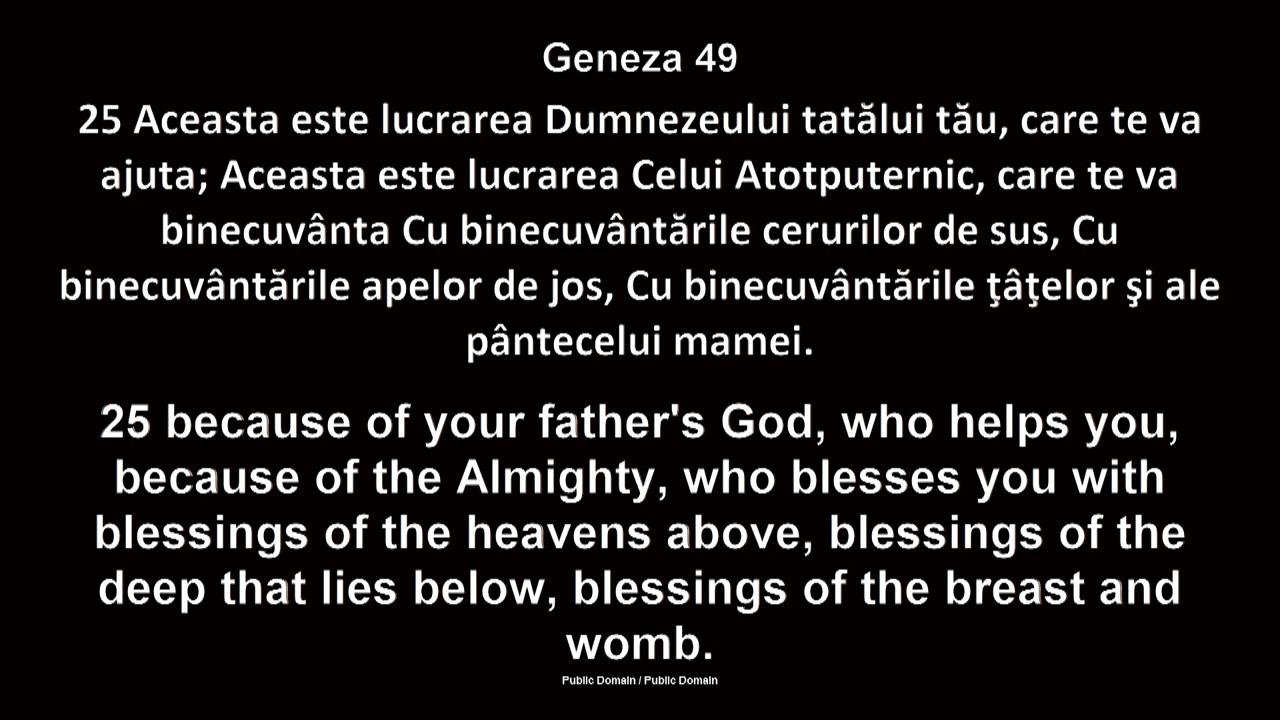 Geneza 49
25 Aceasta este lucrarea Dumnezeului tatălui tău, care te va
ajuta; Aceasta este lucrarea Celui Atotputernic, care te va
binecuvânta Cu binecuvântările cerurilor de sus, Cu
binecuvântările apelor de jos, Cu binecuvântările ţâţelor şi ale
pântecelui mamei.
25 because of your father's God, who helps you,
because of the Almighty, who blesses you with
blessings of the heavens above, blessings of the
deep that lies below, blessings of the breast and
womb.
Public Domain / Public Domain